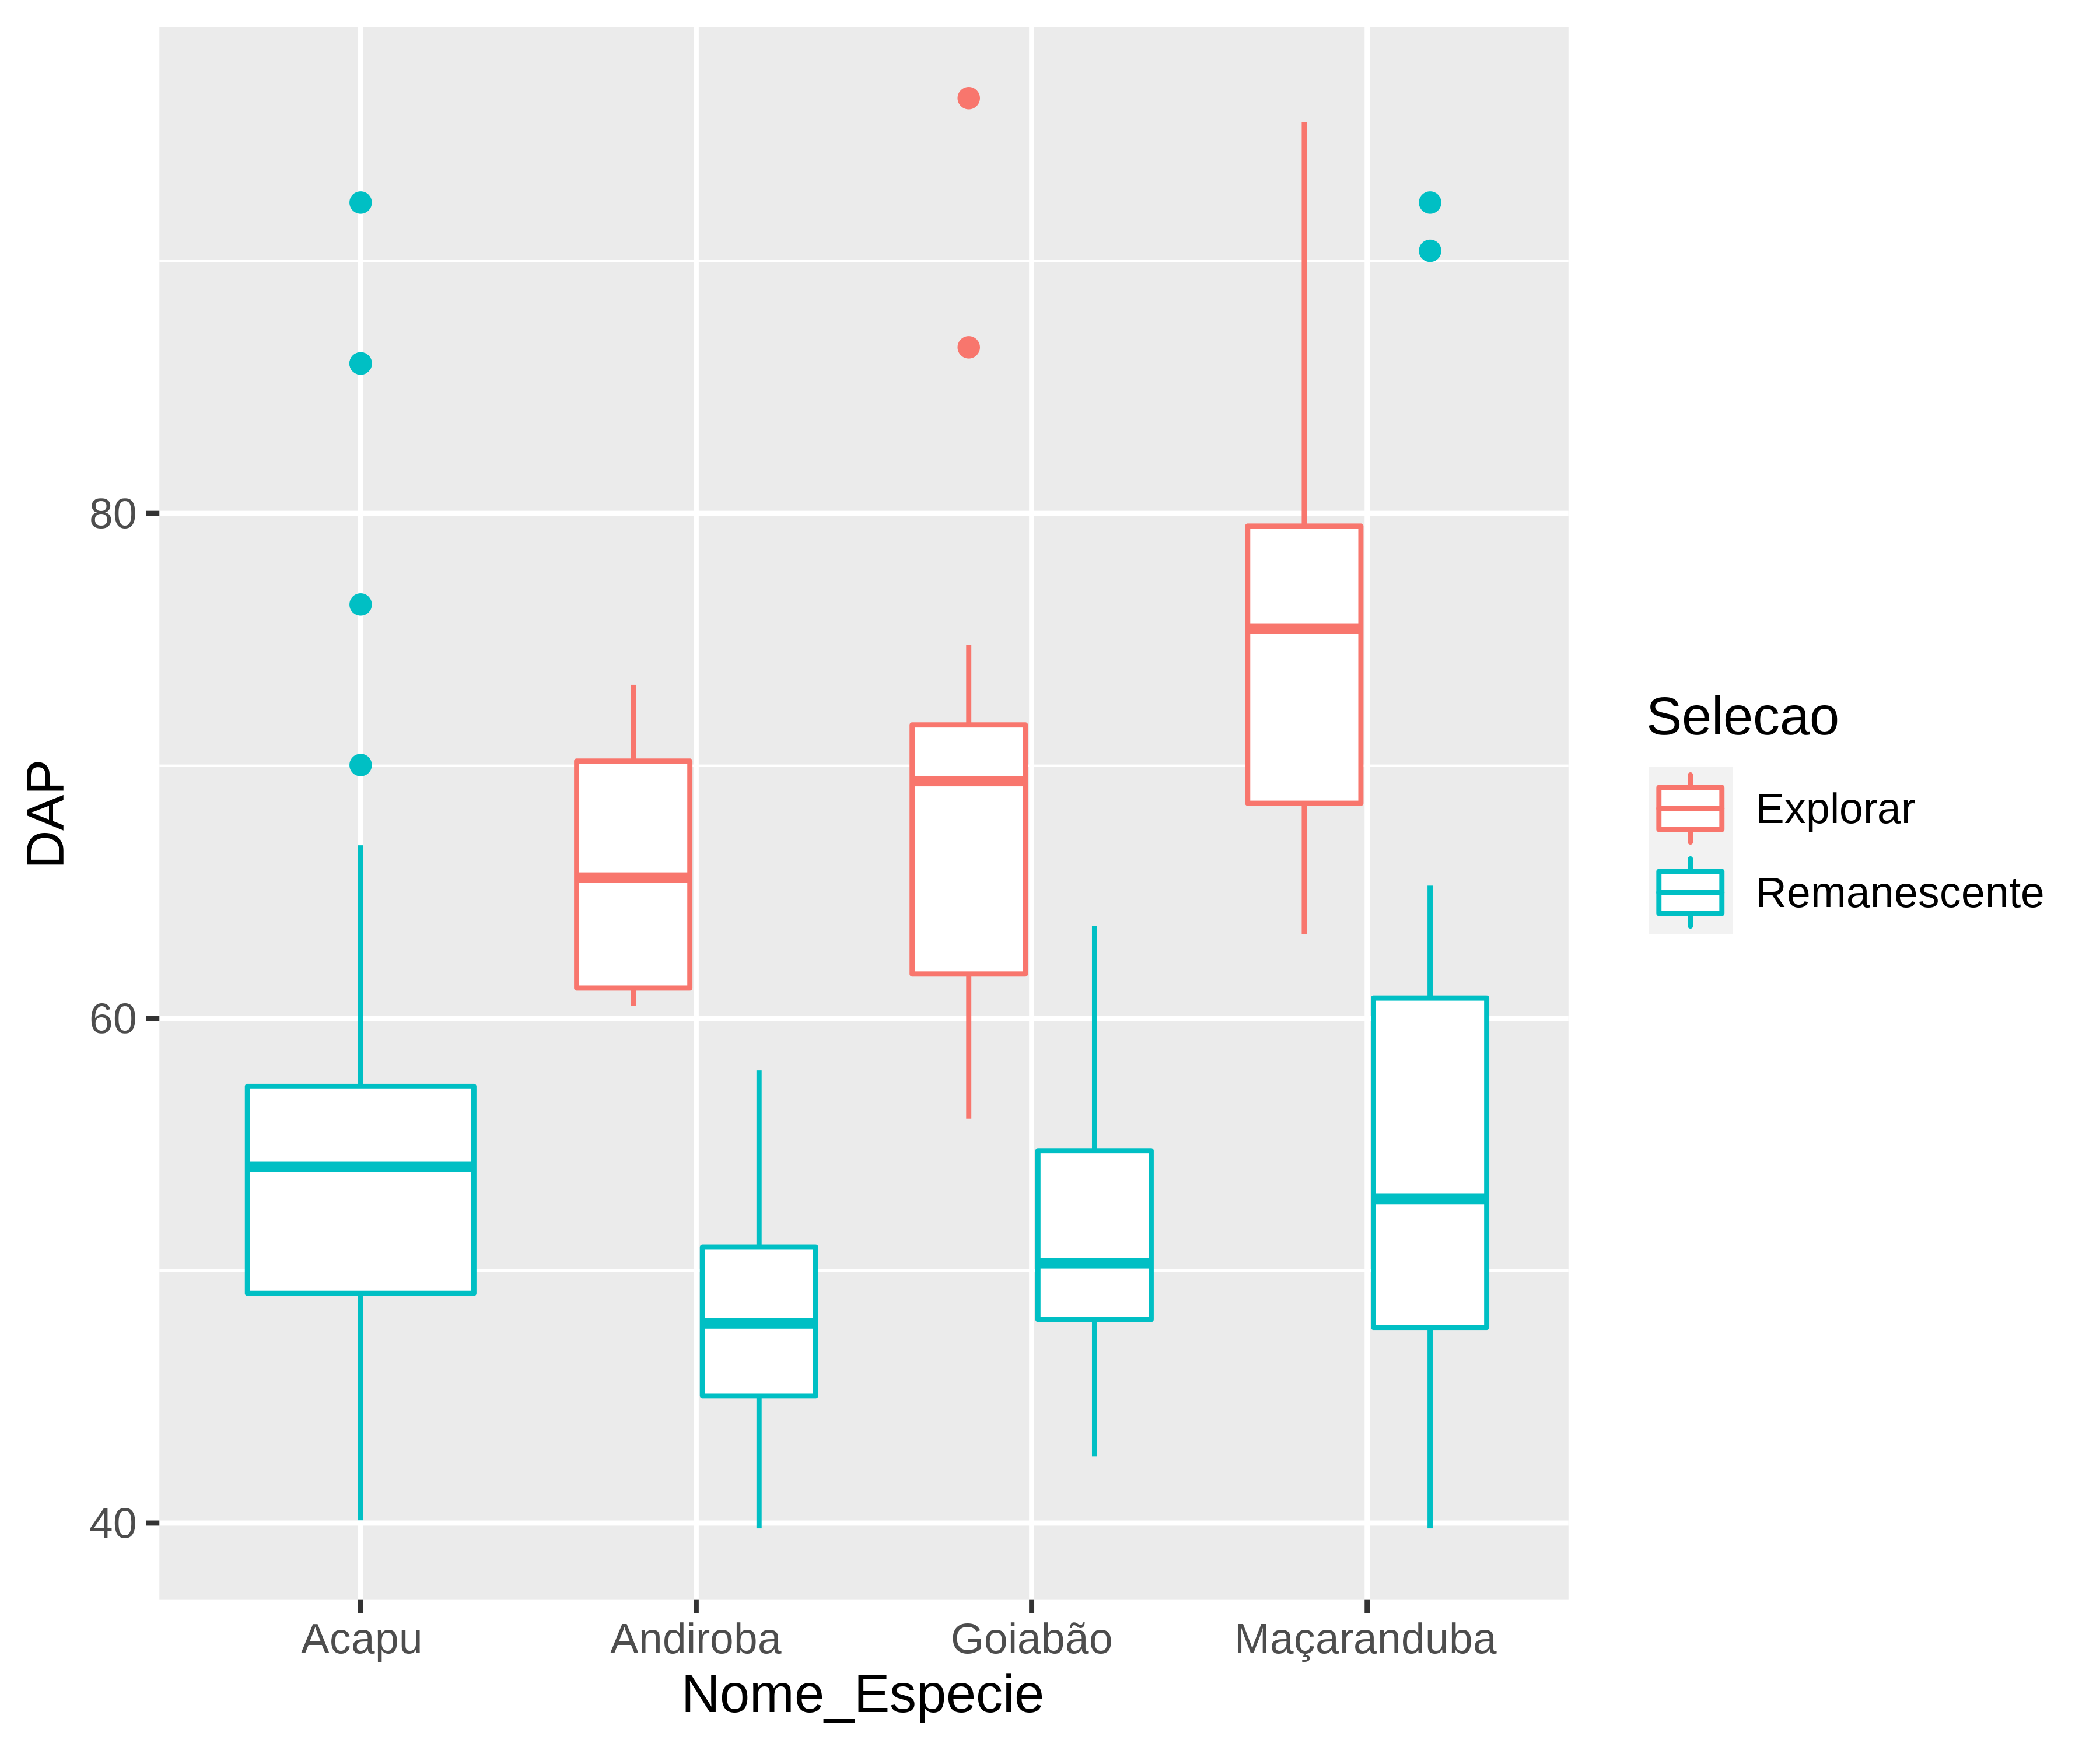 DAP
80
60
40
Acapu Andiroba Goiabão Maçaranduba
Nome_Especie
Selecao
Explorar
Remanescente